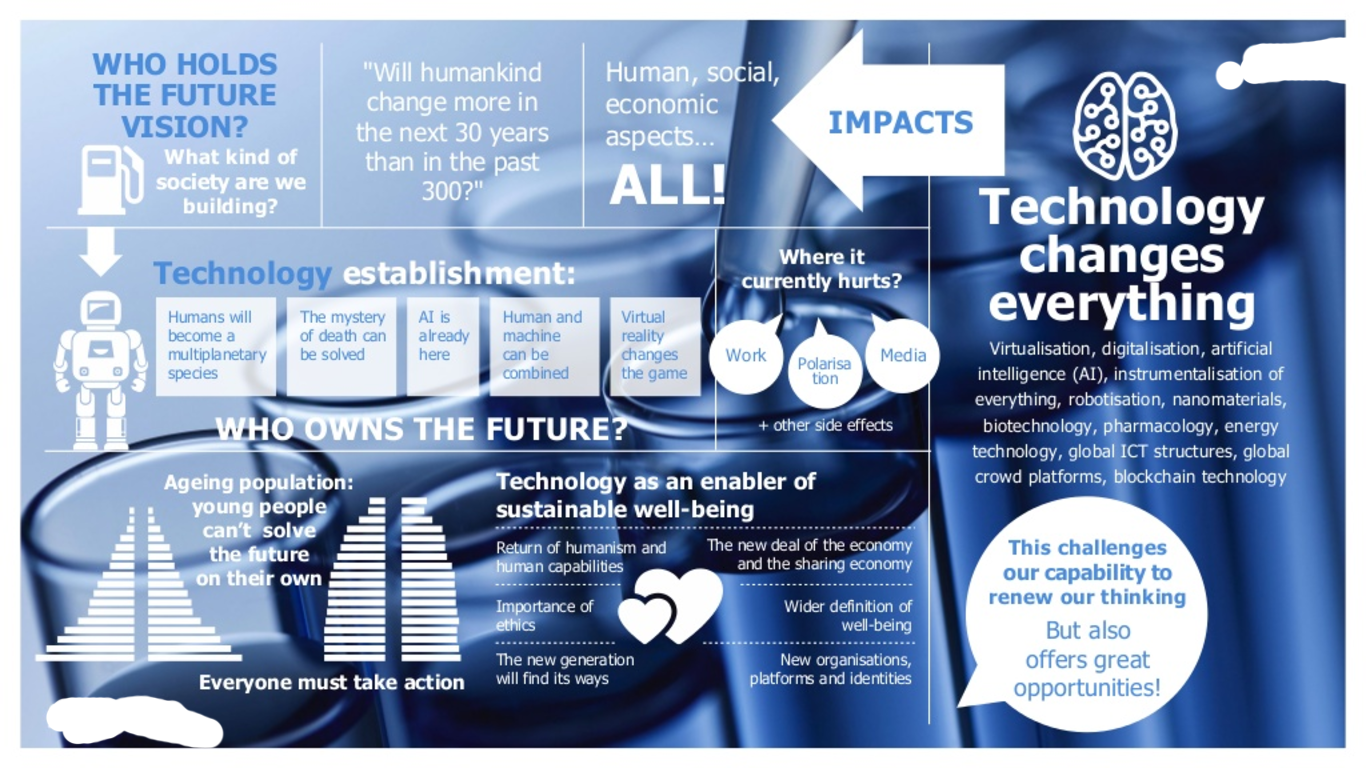 WHO HOLDS
THE FUTURE
VISION?
What kind of
society are we
building?
"Will humankind
change more in
the next 30 years
than in the past
300?"
Human, social,
economic
aspects...
ALL!
IMPACTS
Technology
changes
everything
Virtualisation, digitalisation, artificial
intelligence (AI), instrumentalisation of
everything, robotisation, nanomaterials,
biotechnology, pharmacology, energy
technology, global ICT structures, global
crowd platforms, blockchain technology
This challenges
our capability to
renew our thinking
But also
offers great
opportunities!
Technology establishment:
Humans will
become a
multiplanetary
species
The mystery
of death can
be solved
AI is
already
here
Human and
machine
can be
combined
Virtual
reality
changes
the game
WHO OWNS THE FUTURE?
Where it
currently hurts?
Work
Polarisa
tion
Media
+ other side effects
Ageing population:
young people
can't solve
the future
on their own
Everyone must take action
Technology as an enabler of
sustainable well-being
Return of humanism and
human capabilities
The new deal of the economy
and the sharing economy
Importance of
ethics
Wider definition of
well-being
The new generation
will find its ways
New organisations,
platforms and identities